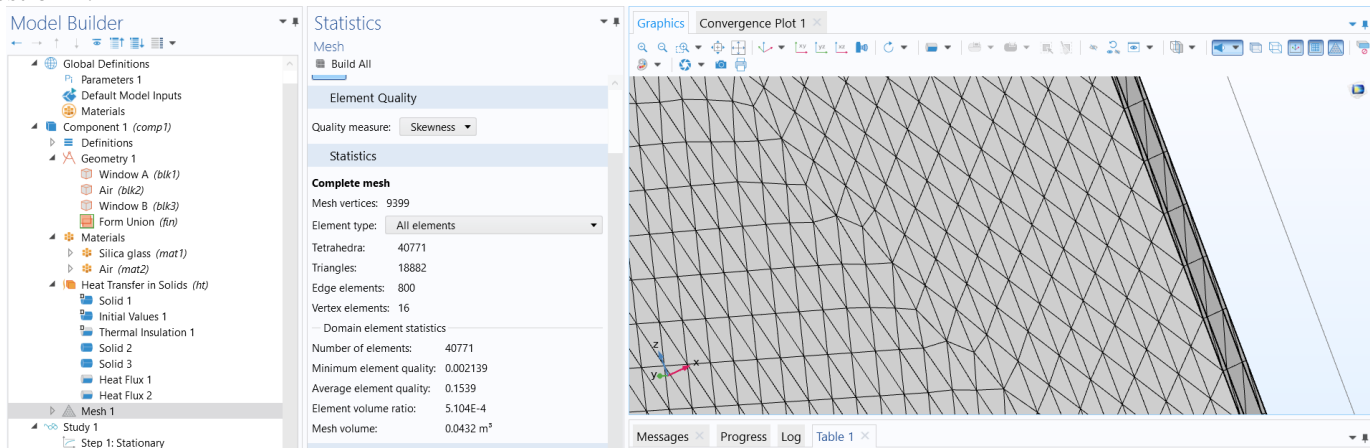 Model Builder
Global Definitions
Pi Parameters 1
Default Model Inputs
Materials
Component 1 (comp1)
Definitions
Geometry 1
Window A (blk1)
Air (blk2)
Window B (blk3)
Form Union (fin)
Materials
Silica glass (mat1)
Air (mat2)
Heat Transfer in Solids (ht)
Solid 1
Initial Values 1
Thermal Insulation 1
Solid 2
Solid 3
Heat Flux 1
Heat Flux 2
Mesh 1
Study 1
Step 1: Stationary
Statistics
Mesh
Build All
Element Quality
Quality measure: Skewness
Statistics
Complete mesh
Mesh vertices: 9399
Element type: All elements
Tetrahedra: 40771
Triangles: 18882
Edge elements: 800
Vertex elements: 16
Domain element statistics
Number of elements: 40771
Minimum element quality: 0.002139
Average element quality: 0.1539
Element volume ratio: 5.104E-4
Mesh volume: 0.0432 m³
Graphics Convergence Plot 1
z
y x
Messages Progress Log Table 1